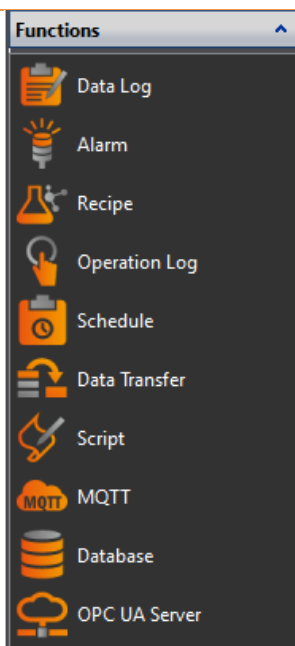 Functions
Data Log
Alarm
Recipe
Operation Log
Schedule
Data Transfer
Script
MQTT MQTT
Database
OPC UA Server